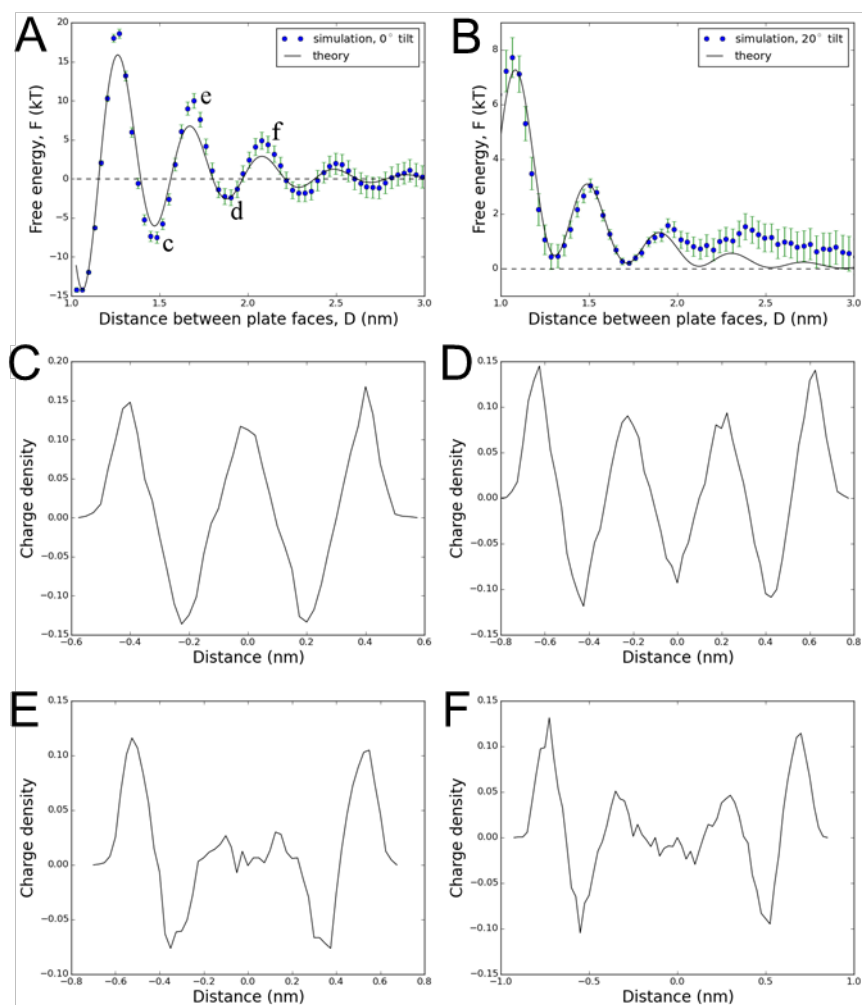 A
B
simulation, 0° tilt
theory
simulation, 20° tilt
theory
e
f
c
d
Free energy, F (kT)
20
15
10
5
0
−5
−10
−15
1.0 1.5 2.0 2.5 3.0
Distance between plate faces, D (nm)
Free energy, F (kT)
8
6
4
2
0
1.0 1.5 2.0 2.5 3.0
Distance between plate faces, D (nm)
C
Charge density
0.20
0.15
0.10
0.05
0.00
−0.05
−0.10
−0.15
−0.6 −0.4 −0.2 0.0 0.2 0.4 0.6
Distance (nm)
D
Charge density
0.15
0.10
0.05
0.00
−0.05
−0.10
−0.15
−0.8 −0.6 −0.4 −0.2 0.0 0.2 0.4 0.6 0.8
Distance (nm)
E
Charge density
0.15
0.10
0.05
0.00
−0.05
−0.10
−0.8 −0.6 −0.4 −0.2 0.0 0.2 0.4 0.6 0.8
Distance (nm)
F
Charge density
0.15
0.10
0.05
0.00
−0.05
−0.10
−0.15
−1.0 −0.5 0.0 0.5 1.0
Distance (nm)